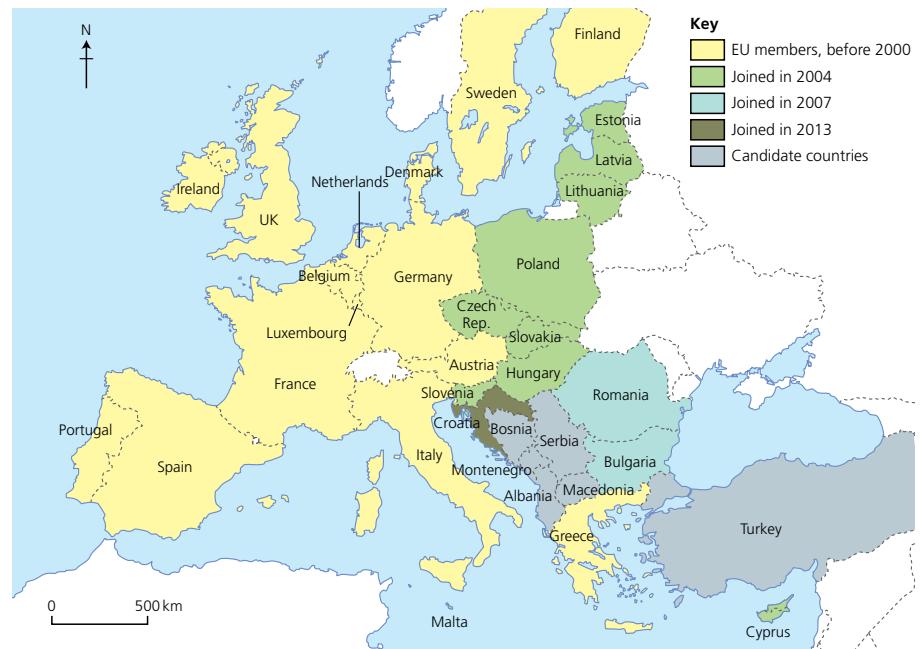 N
Key
EU members, before 2000
Joined in 2004
Joined in 2007
Joined in 2013
Candidate countries
Finland
Sweden
Estonia
Latvia
Lithuania
Denmark
Netherlands
Ireland
UK
Belgium
Germany
Poland
Luxembourg
Czech
Rep.
Slovakia
Austria
Hungary
France
Slovenia
Romania
Croatia
Bosnia
Serbia
Portugal
Spain
Italy
Montenegro
Bulgaria
Albania
Macedonia
Greece
Turkey
0 500 km
Malta
Cyprus